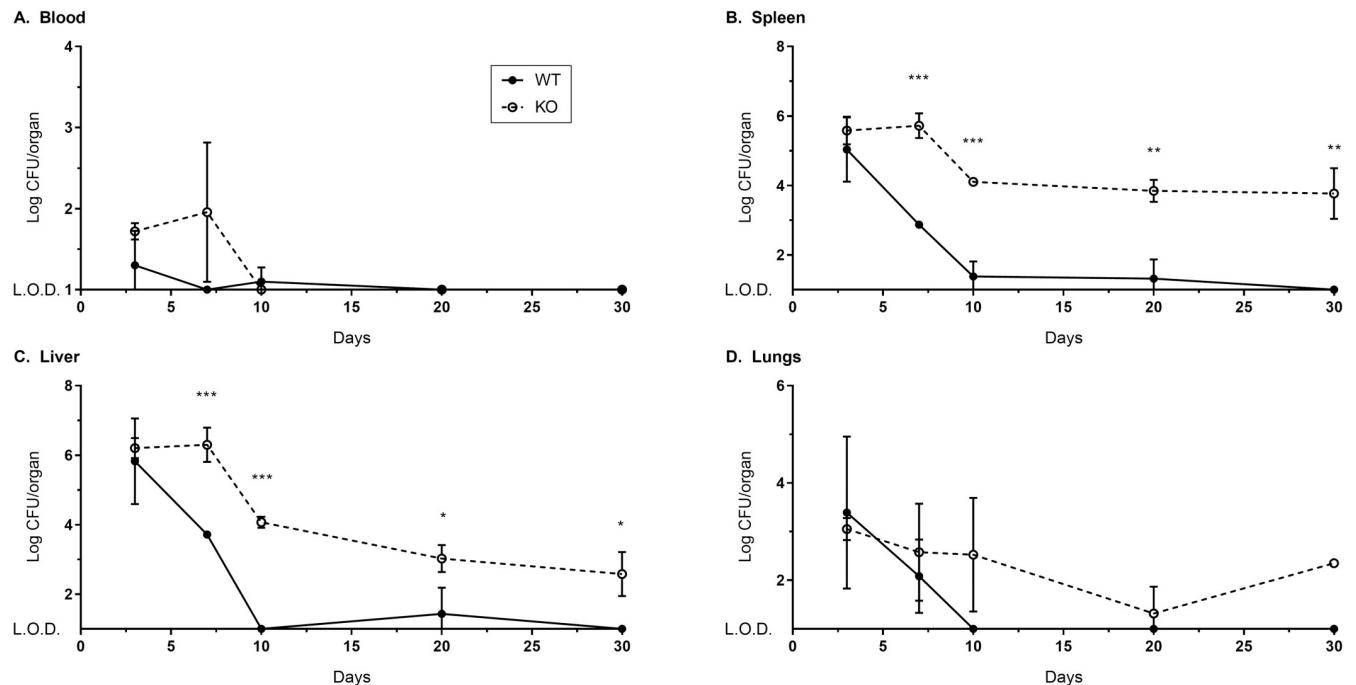 A. Blood
4
3
2
L.O.D. 1
Log CFU/organ
0 5 10 15 20 25 30
Days
WT
KO
B. Spleen
8
6
4
2
L.O.D.
Log CFU/organ
***
***
**
**
0 5 10 15 20 25 30
Days
C. Liver
8
6
4
2
L.O.D.
Log CFU/organ
***
***
*
*
0 5 10 15 20 25 30
Days
D. Lungs
6
4
2
L.O.D.
Log CFU/organ
0 5 10 15 20 25 30
Days